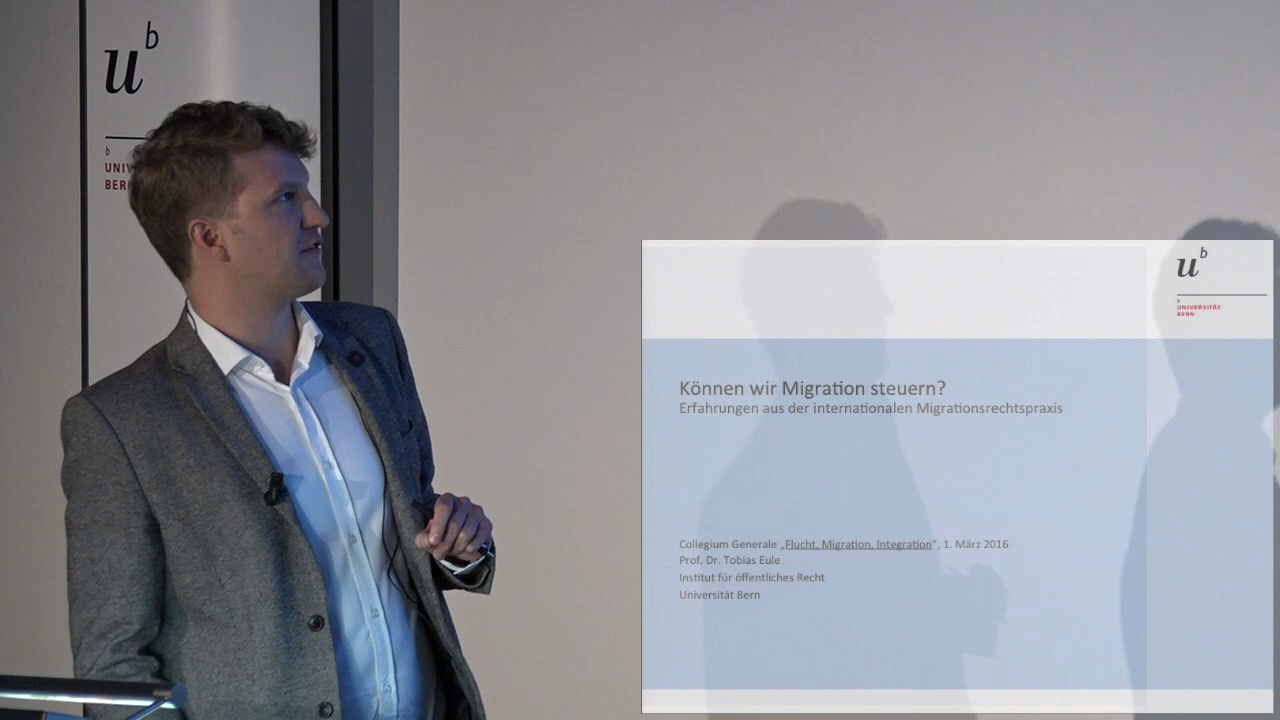 u b
b
UNIV
BER
u b
b
UNIVERSITÄT
BERN
Können wir Migration steuern?
Erfahrungen aus der internationalen Migrationsrechtspraxis
Collegium Generale „Flucht, Migration, Integration“, 1. März 2016
Prof. Dr. Tobias Eule
Institut für öffentliches Recht
Universität Bern